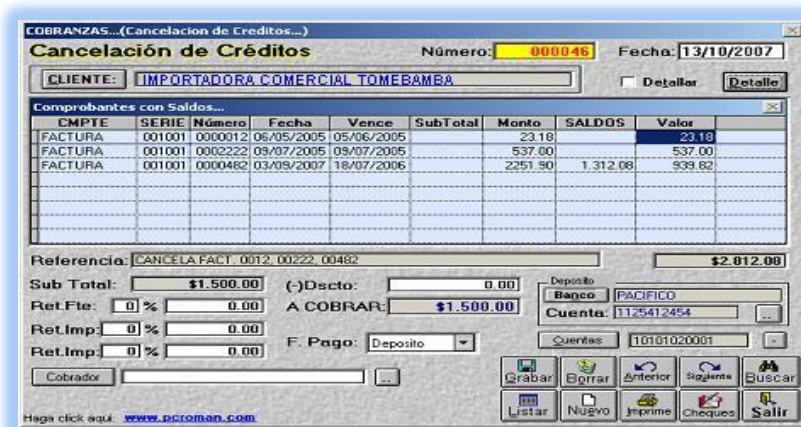 COBRANZAS...(Cancelacion de Creditos...)
Cancelación de Créditos Número: 000046 Fecha: 13/10/2007
CLIENTE: IMPORTADORA COMERCIAL TOMEBAMBA Detallar Detalle
Comprobantes con Saldos...
CMPTE SERIE Número Fecha Vence SubTotal Monto SALDOS Valor
FACTURA 001001 0000012 06/05/2005 05/06/2005 23.18 23.18
FACTURA 001001 0002222 09/07/2005 09/07/2005 537.00 537.00
FACTURA 001001 0000482 03/09/2007 18/07/2006 2251.90 1.312.08 939.82
Referencia: CANCELA FACT. 0012, 00222, 00482 $2.812.08
Sub Total: $1.500.00 (-)Dscto: 0.00 Deposito
Ret.Fte: 0 % 0.00 A COBRAR: $1.500.00 Banco PACIFICO
Cuenta: 1125412454 ..
Ret.Imp: 0 % 0.00
Ret.Imp: 0 % 0.00 F. Pago: Deposito Cuentas 10101020001 -
Cobrador .. Grabar Borrar Anterior Siguiente Buscar
Listar Nuevo Imprime Cheques Salir
Haga click aqui: www.pcroman.com